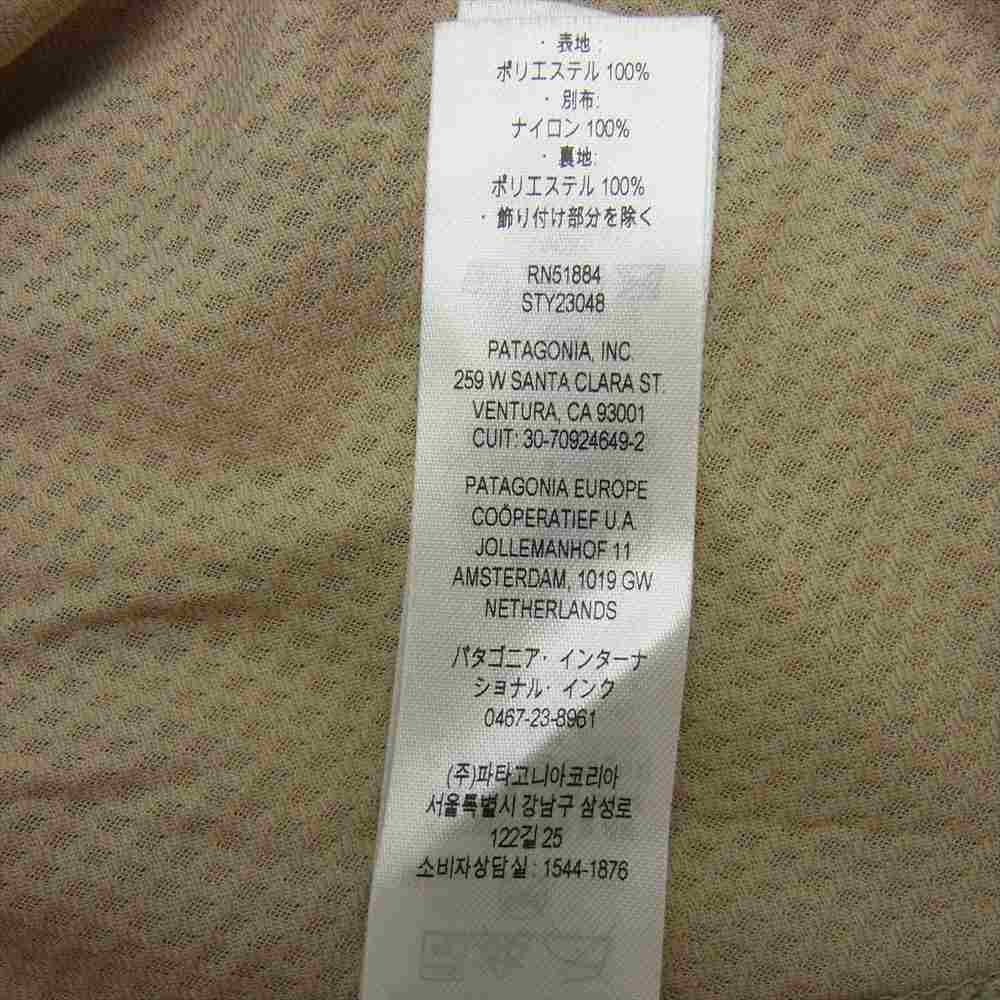 ・表地:
ポリエステル 100%
・別布:
ナイロン 100%
・裏地:
ポリエステル 100%
・飾り付け部分を除く
RN51884
STY23048
PATAGONIA, INC.
259 W SANTA CLARA ST.
VENTURA, CA 93001
CUIT: 30-70924649-2
PATAGONIA EUROPE
COÖPERATIEF U.A.
JOLLEMANHOF 11
AMSTERDAM, 1019 GW
NETHERLANDS
パタゴニア・インターナ
ショナル・インク
0467-23-8961
(주)파타고니아코리아
서울특별시 강남구 삼성로
122길 25
소비자상담실 : 1544-1876